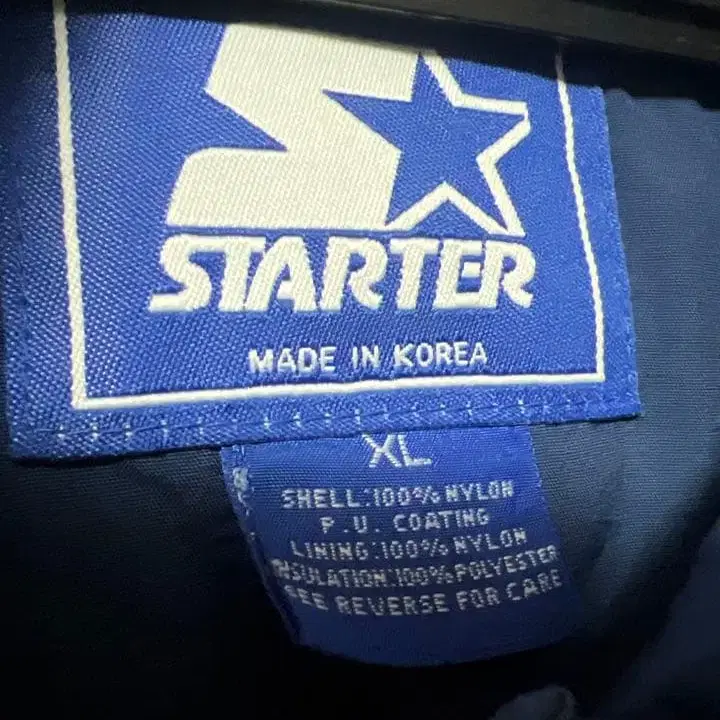 STARTER
MADE IN KOREA
XL
SHELL:100% NYLON
P.U. COATING
LINING:100% NYLON
INSULATION:100% POLYESTER
SEE REVERSE FOR CARE